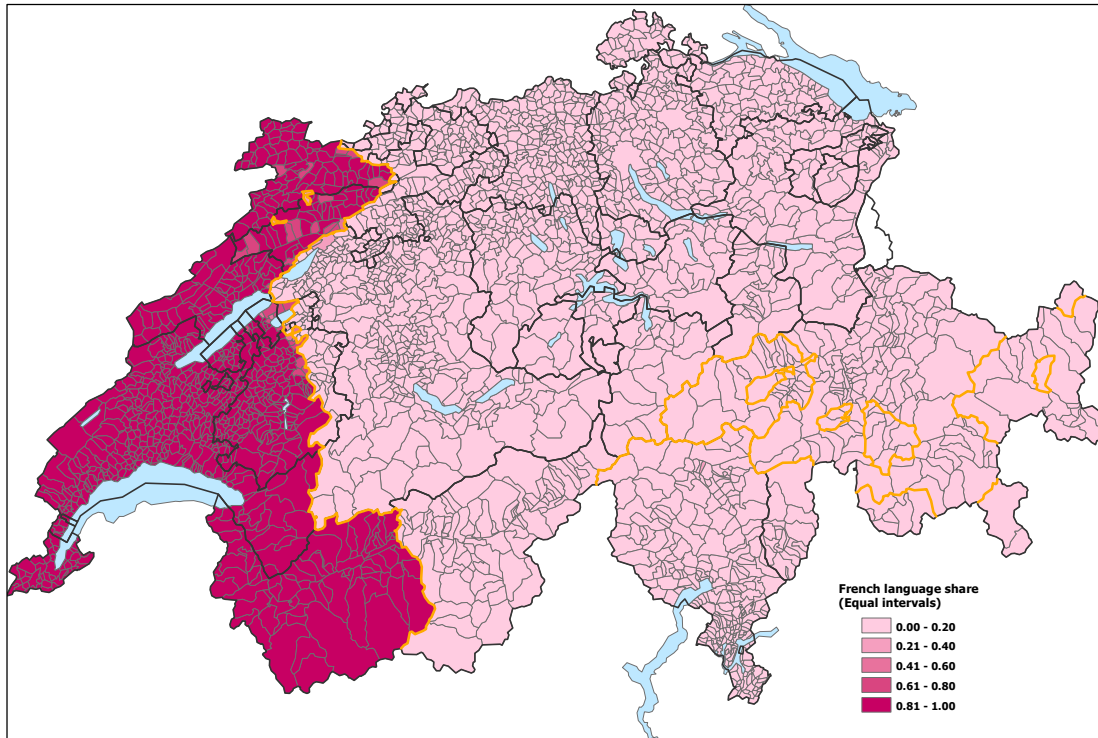 French language share
(Equal intervals)
0.00 - 0.20
0.21 - 0.40
0.41 - 0.60
0.61 - 0.80
0.81 - 1.00